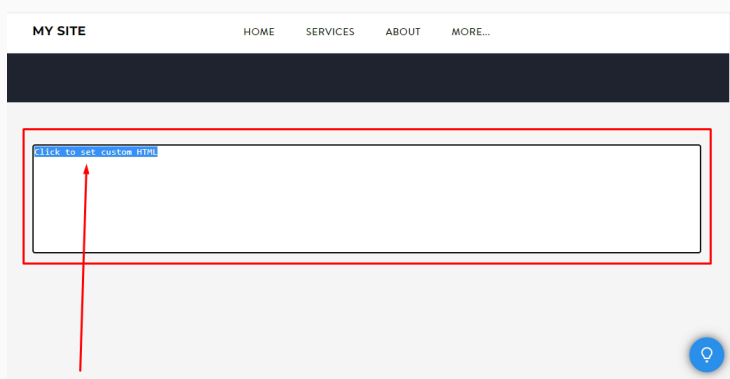 MY SITE HOME SERVICES ABOUT MORE...
Click to set custom HTML